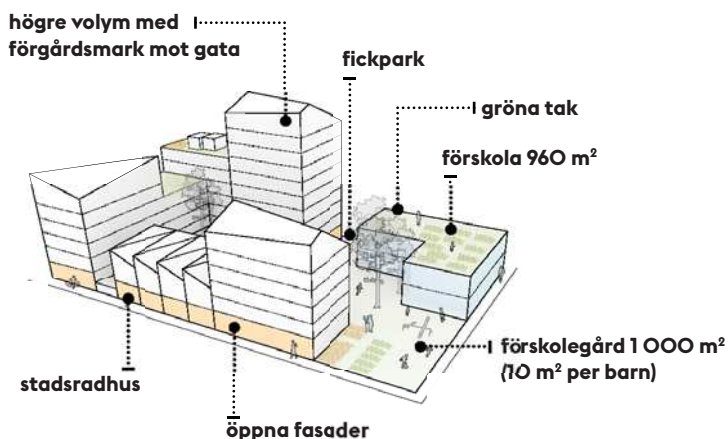 högre volym med
förgårdsmark mot gata
fickpark
gröna tak
förskola 960 m²
förskolegård 1 000 m²
(10 m² per barn)
stadsradhus
öppna fasader